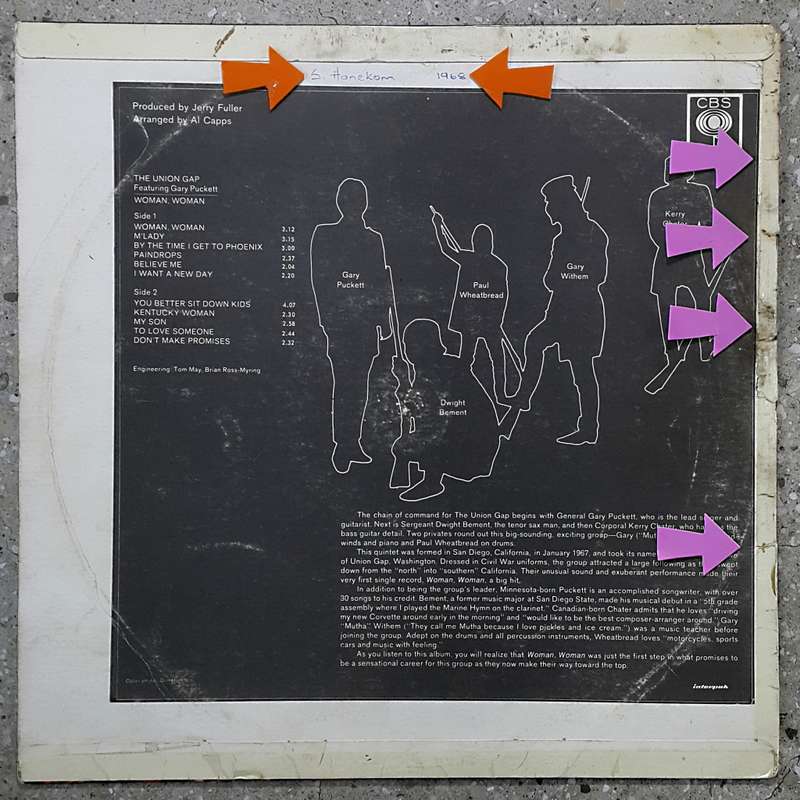 S. Hanekom 1968
Produced by Jerry Fuller
Arranged by Al Capps
CBS
THE UNION GAP
Featuring Gary Puckett
WOMAN, WOMAN
Side 1
WOMAN, WOMAN 3.12
M'LADY 3.15
BY THE TIME I GET TO PHOENIX 3.00
PAINDROPS 2.37
BELIEVE ME 2.04
I WANT A NEW DAY 2.20
Side 2
YOU BETTER SIT DOWN KIDS 4.07
KENTUCKY WOMAN 2.30
MY SON 2.58
TO LOVE SOMEONE 2.44
DON'T MAKE PROMISES 2.32
Engineering: Tom May, Brian Ross-Myring
Gary
Puckett
Paul
Wheatbread
Gary
Withem
Kerry
Chater
Dwight
Bement
The chain of command for The Union Gap begins with General Gary Puckett, who is the lead singer and
guitarist. Next is Sergeant Dwight Bement, the tenor sax man, and then Corporal Kerry Chater, who the
bass guitar detail. Two privates round out this big-sounding, exciting group—Gary ("Mutha"
winds and piano and Paul Wheatbread on drums.
This quintet was formed in San Diego, California, in January 1967, and took its name
of Union Gap, Washington. Dressed in Civil War uniforms, the group attracted a large following as they swept
down from the "north" into "southern" California. Their unusual sound and exuberant performance made their
very first single record, Woman, Woman, a big hit.
In addition to being the group's leader, Minnesota-born Puckett is an accomplished songwriter, with over
30 songs to his credit. Bement, a former music major at San Diego State, made his musical debut in a "5th grade
assembly where I played the Marine Hymn on the clarinet." Canadian-born Chater admits that he loves "driving
my new Corvette around early in the morning" and "would like to be the best composer-arranger around." Gary
"Mutha" Withem ("They call me Mutha because I love pickles and ice cream.") was a music teacher before
joining the group. Adept on the drums and all percussion instruments, Wheatbread loves "motorcycles, sports
cars and music with feeling."
As you listen to this album, you will realize that Woman, Woman was just the first step in what promises to
be a sensational career for this group as they now make their way toward the top.
interpak